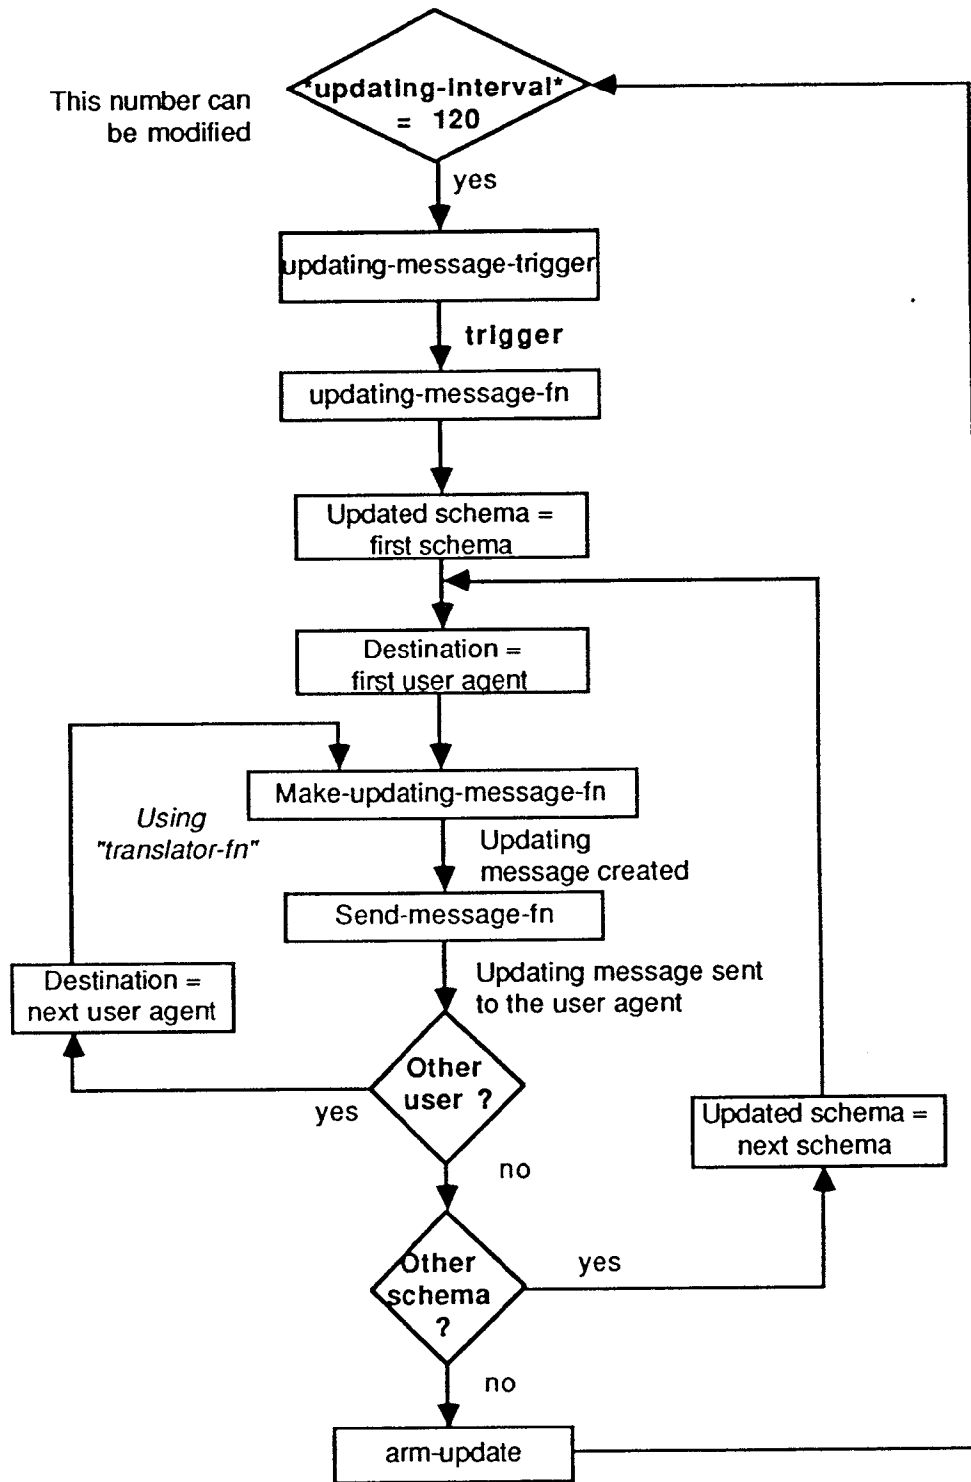 *updating-interval*
= 120
This number can
be modified
yes
updating-message-trigger
trigger
updating-message-fn
Updated schema =
first schema
Destination =
first user agent
Make-updating-message-fn
Using
"translator-fn"
Updating
message created
Send-message-fn
Destination =
next user agent
Updating message sent
to the user agent
Other
user ?
yes
Updated schema =
next schema
no
Other
schema
?
yes
no
arm-update